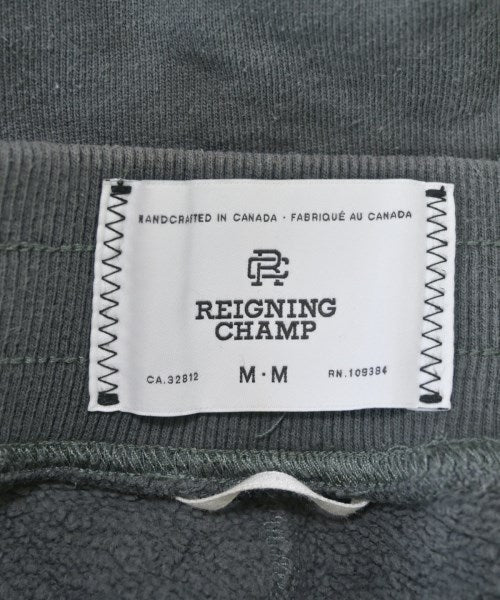 HANDCRAFTED IN CANADA · FABRIQUÉ AU CANADA
RC
REIGNING
CHAMP
CA.32812 M · M RN.109384